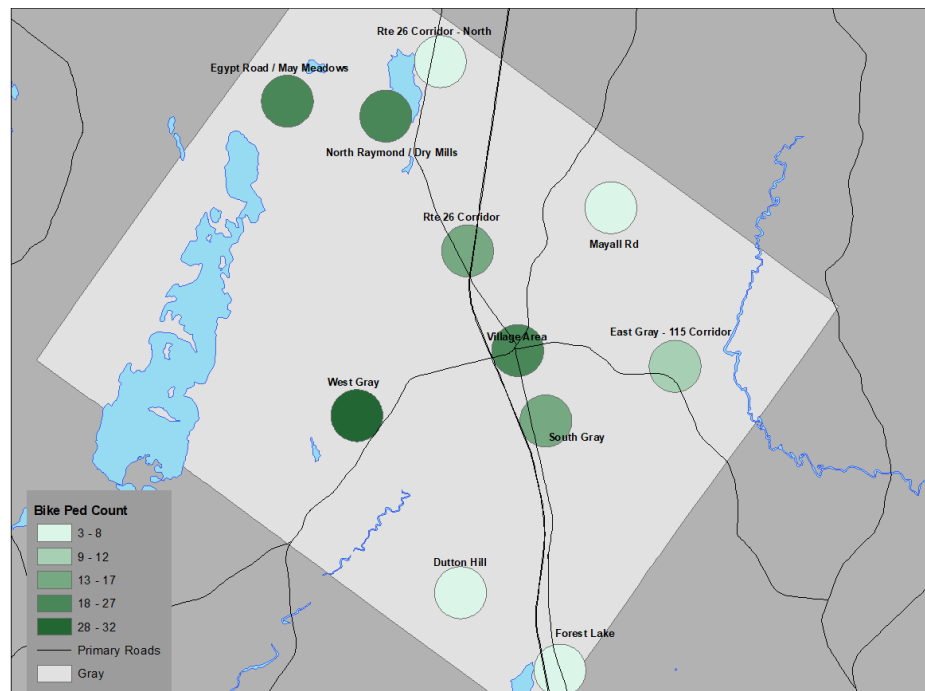 Rte 26 Corridor - North
Egypt Road / May Meadows
North Raymond / Dry Mills
Rte 26 Corridor
Mayall Rd
Village Area
East Gray - 115 Corridor
West Gray
South Gray
Dutton Hill
Forest Lake
Bike Ped Count
3 - 8
9 - 12
13 - 17
18 - 27
28 - 32
Primary Roads
Gray